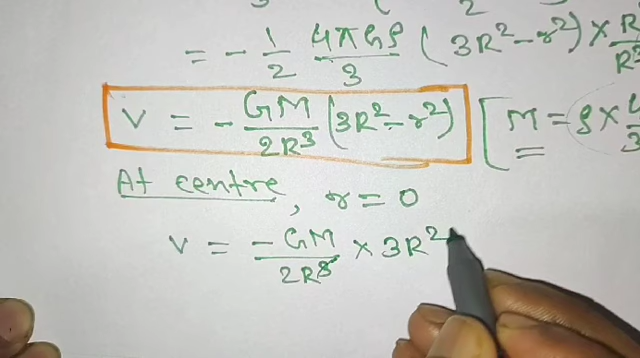 = - 1/2 4πGρ/3 (3R² - r²) × R
V = - GM/2R³ (3R² - r²) [M = ρ ×
At centre, r = 0
V = -GM/2R³ × 3R²